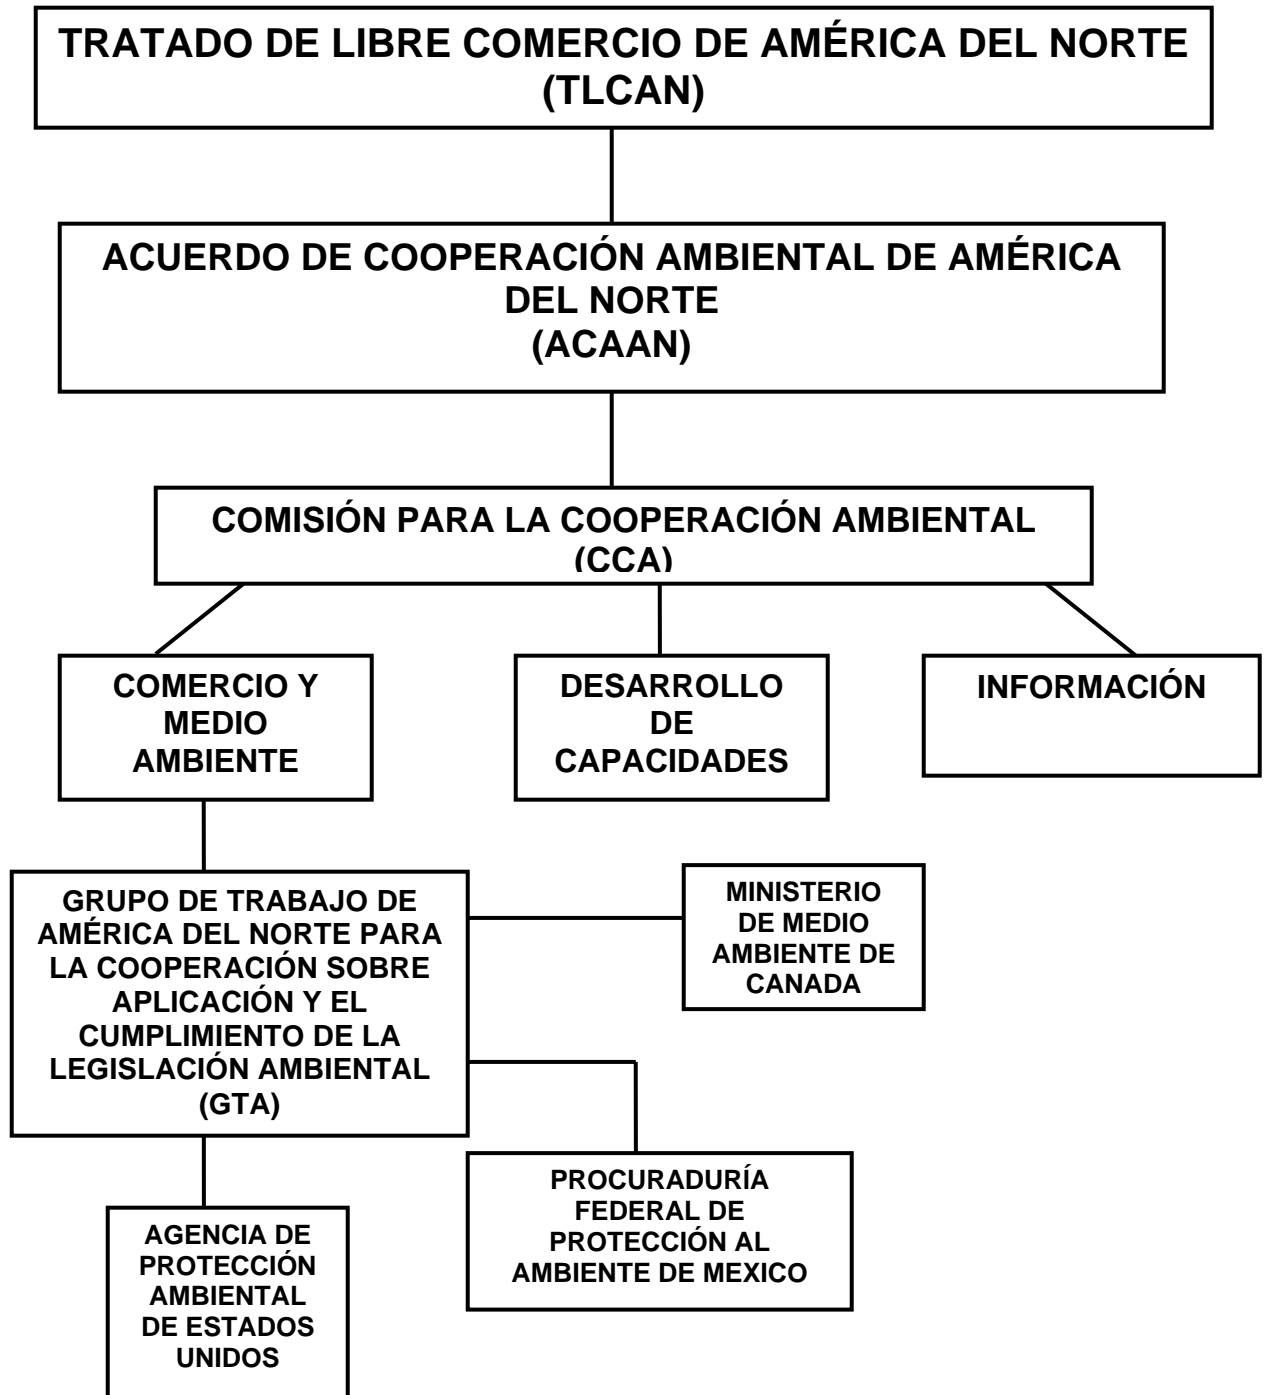 TRATADO DE LIBRE COMERCIO DE AMÉRICA DEL NORTE
(TLCAN)
ACUERDO DE COOPERACIÓN AMBIENTAL DE AMÉRICA
DEL NORTE
(ACAAN)
COMISIÓN PARA LA COOPERACIÓN AMBIENTAL
(CCA)
COMERCIO Y
MEDIO
AMBIENTE
DESARROLLO
DE
CAPACIDADES
INFORMACIÓN
GRUPO DE TRABAJO DE
AMÉRICA DEL NORTE PARA
LA COOPERACIÓN SOBRE
APLICACIÓN Y EL
CUMPLIMIENTO DE LA
LEGISLACIÓN AMBIENTAL
(GTA)
MINISTERIO
DE MEDIO
AMBIENTE DE
CANADA
PROCURADURÍA
FEDERAL DE
PROTECCIÓN AL
AMBIENTE DE MEXICO
AGENCIA DE
PROTECCIÓN
AMBIENTAL
DE ESTADOS
UNIDOS